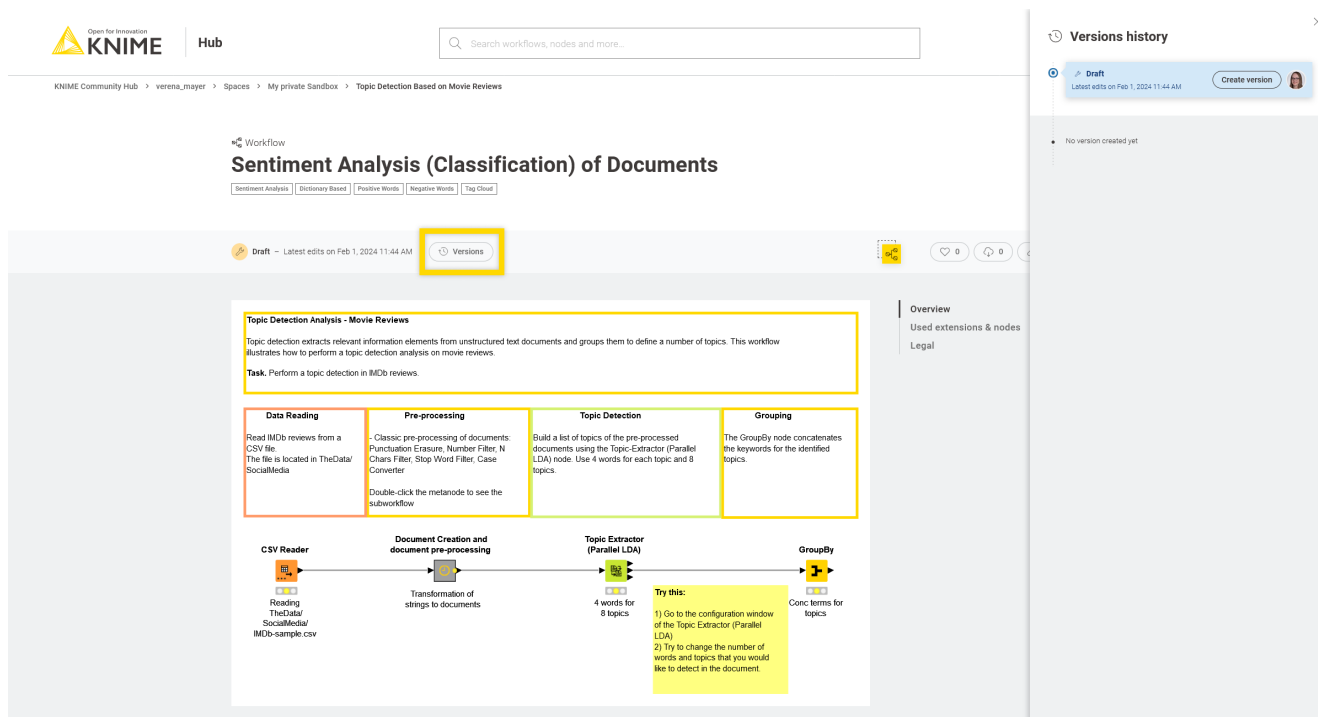 Open for Innovation
KNIME
Hub
Search workflows, nodes and more...
KNIME Community Hub > verena_mayer > Spaces > My private Sandbox > Topic Detection Based on Movie Reviews
Workflow
Sentiment Analysis (Classification) of Documents
Sentiment Analysis Dictionary Based Positive Words Negative Words Tag Cloud
Draft – Latest edits on Feb 1, 2024 11:44 AM
Versions
0
0
Topic Detection Analysis - Movie Reviews
Topic detection extracts relevant information elements from unstructured text documents and groups them to define a number of topics. This workflow
illustrates how to perform a topic detection analysis on movie reviews.
Task. Perform a topic detection in IMDb reviews.
Data Reading
Read IMDb reviews from a
CSV file.
The file is located in TheData/
SocialMedia
Pre-processing
- Classic pre-processing of documents:
Punctuation Erasure, Number Filter, N
Chars Filter, Stop Word Filter, Case
Converter
Double-click the metanode to see the
subworkflow
Topic Detection
Build a list of topics of the pre-processed
documents using the Topic-Extractor (Parallel
LDA) node. Use 4 words for each topic and 8
topics.
Grouping
The GroupBy node concatenates
the keywords for the identified
topics.
CSV Reader
Reading
TheData/
SocialMedia/
IMDb-sample.csv
Document Creation and
document pre-processing
Transformation of
strings to documents
Topic Extractor
(Parallel LDA)
4 words for
8 topics
Try this:
1) Go to the configuration window
of the Topic Extractor (Parallel
LDA)
2) Try to change the number of
words and topics that you would
like to detect in the document.
GroupBy
Conc terms for
topics
Overview
Used extensions & nodes
Legal
Versions history
Draft
Latest edits on Feb 1, 2024 11:44 AM
Create version
No version created yet